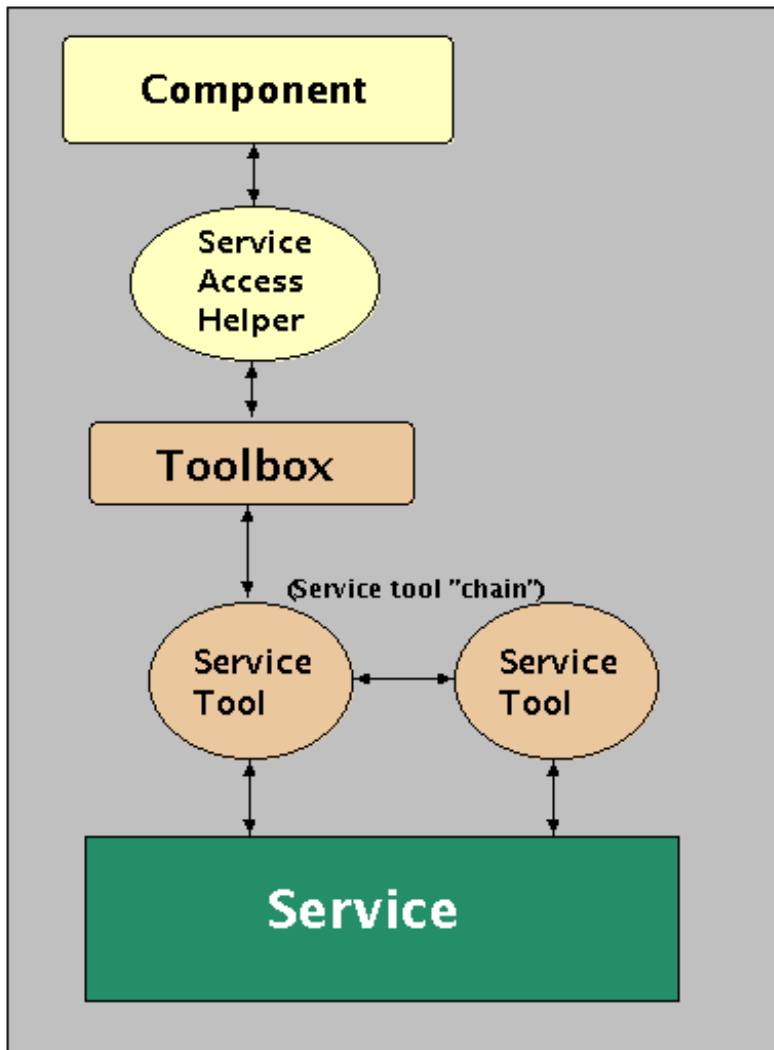 Component
Service
Access
Helper
Toolbox
(Service tool "chain")
Service
Tool
Service
Tool
Service